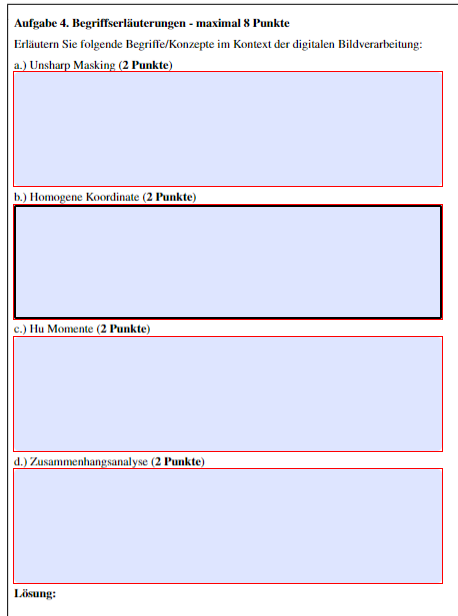 Aufgabe 4. Begriffserläuterungen - maximal 8 Punkte
Erläutern Sie folgende Begriffe/Konzepte im Kontext der digitalen Bildverarbeitung:
a.) Unsharp Masking (2 Punkte)
b.) Homogene Koordinate (2 Punkte)
c.) Hu Momente (2 Punkte)
d.) Zusammenhangsanalyse (2 Punkte)
Lösung: